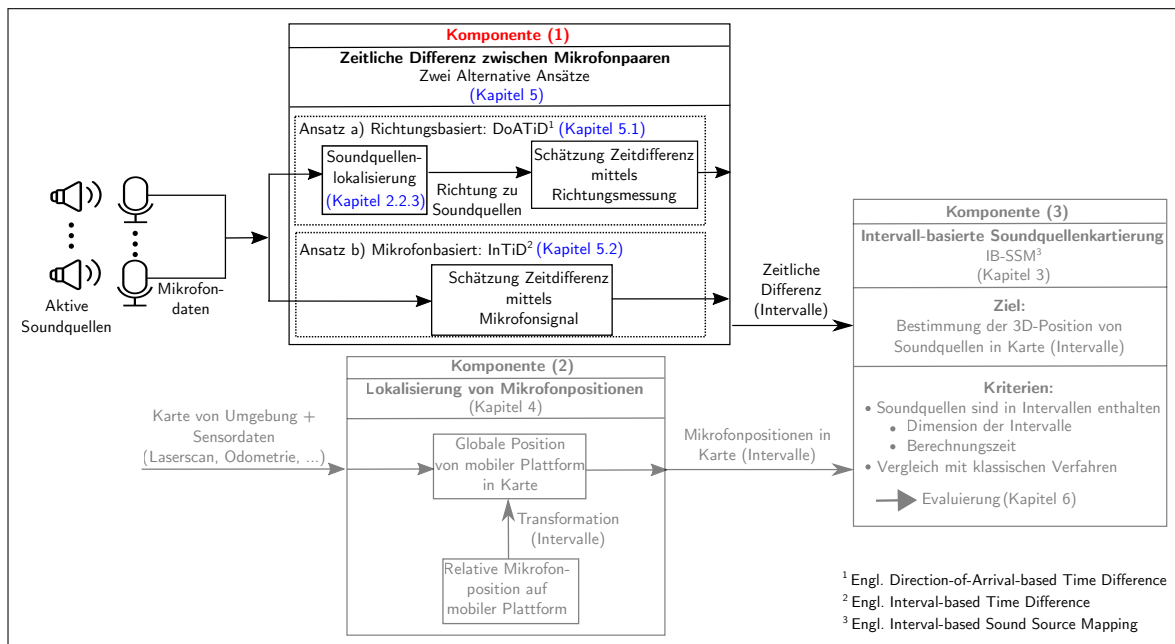 Komponente (1)
Zeitliche Differenz zwischen Mikrofonpaaren
Zwei Alternative Ansätze
(Kapitel 5)
Ansatz a) Richtungsbasiert: DoATiD¹ (Kapitel 5.1)
Soundquellen-
lokalisierung
(Kapitel 2.2.3)
Richtung zu
Soundquellen
Schätzung Zeitdifferenz
mittels
Richtungsmessung
Ansatz b) Mikrofonbasiert: InTiD² (Kapitel 5.2)
Schätzung Zeitdifferenz
mittels
Mikrofonsignal
Aktive
Soundquellen
Mikrofon-
daten
Zeitliche
Differenz
(Intervalle)
Komponente (2)
Lokalisierung von Mikrofonpositionen
(Kapitel 4)
Karte von Umgebung +
Sensordaten
(Laserscan, Odometrie, ...)
Globale Position
von mobiler Plattform
in Karte
Transformation
(Intervalle)
Relative Mikrofon-
position auf
mobiler Plattform
Mikrofonpositionen in
Karte (Intervalle)
Komponente (3)
Intervall-basierte Soundquellenkartierung
IB-SSM³
(Kapitel 3)
Ziel:
Bestimmung der 3D-Position von
Soundquellen in Karte (Intervalle)
Kriterien:
• Soundquellen sind in Intervallen enthalten
• Dimension der Intervalle
• Berechnungszeit
• Vergleich mit klassischen Verfahren
Evaluierung (Kapitel 6)
¹ Engl. Direction-of-Arrival-based Time Difference
² Engl. Interval-based Time Difference
³ Engl. Interval-based Sound Source Mapping